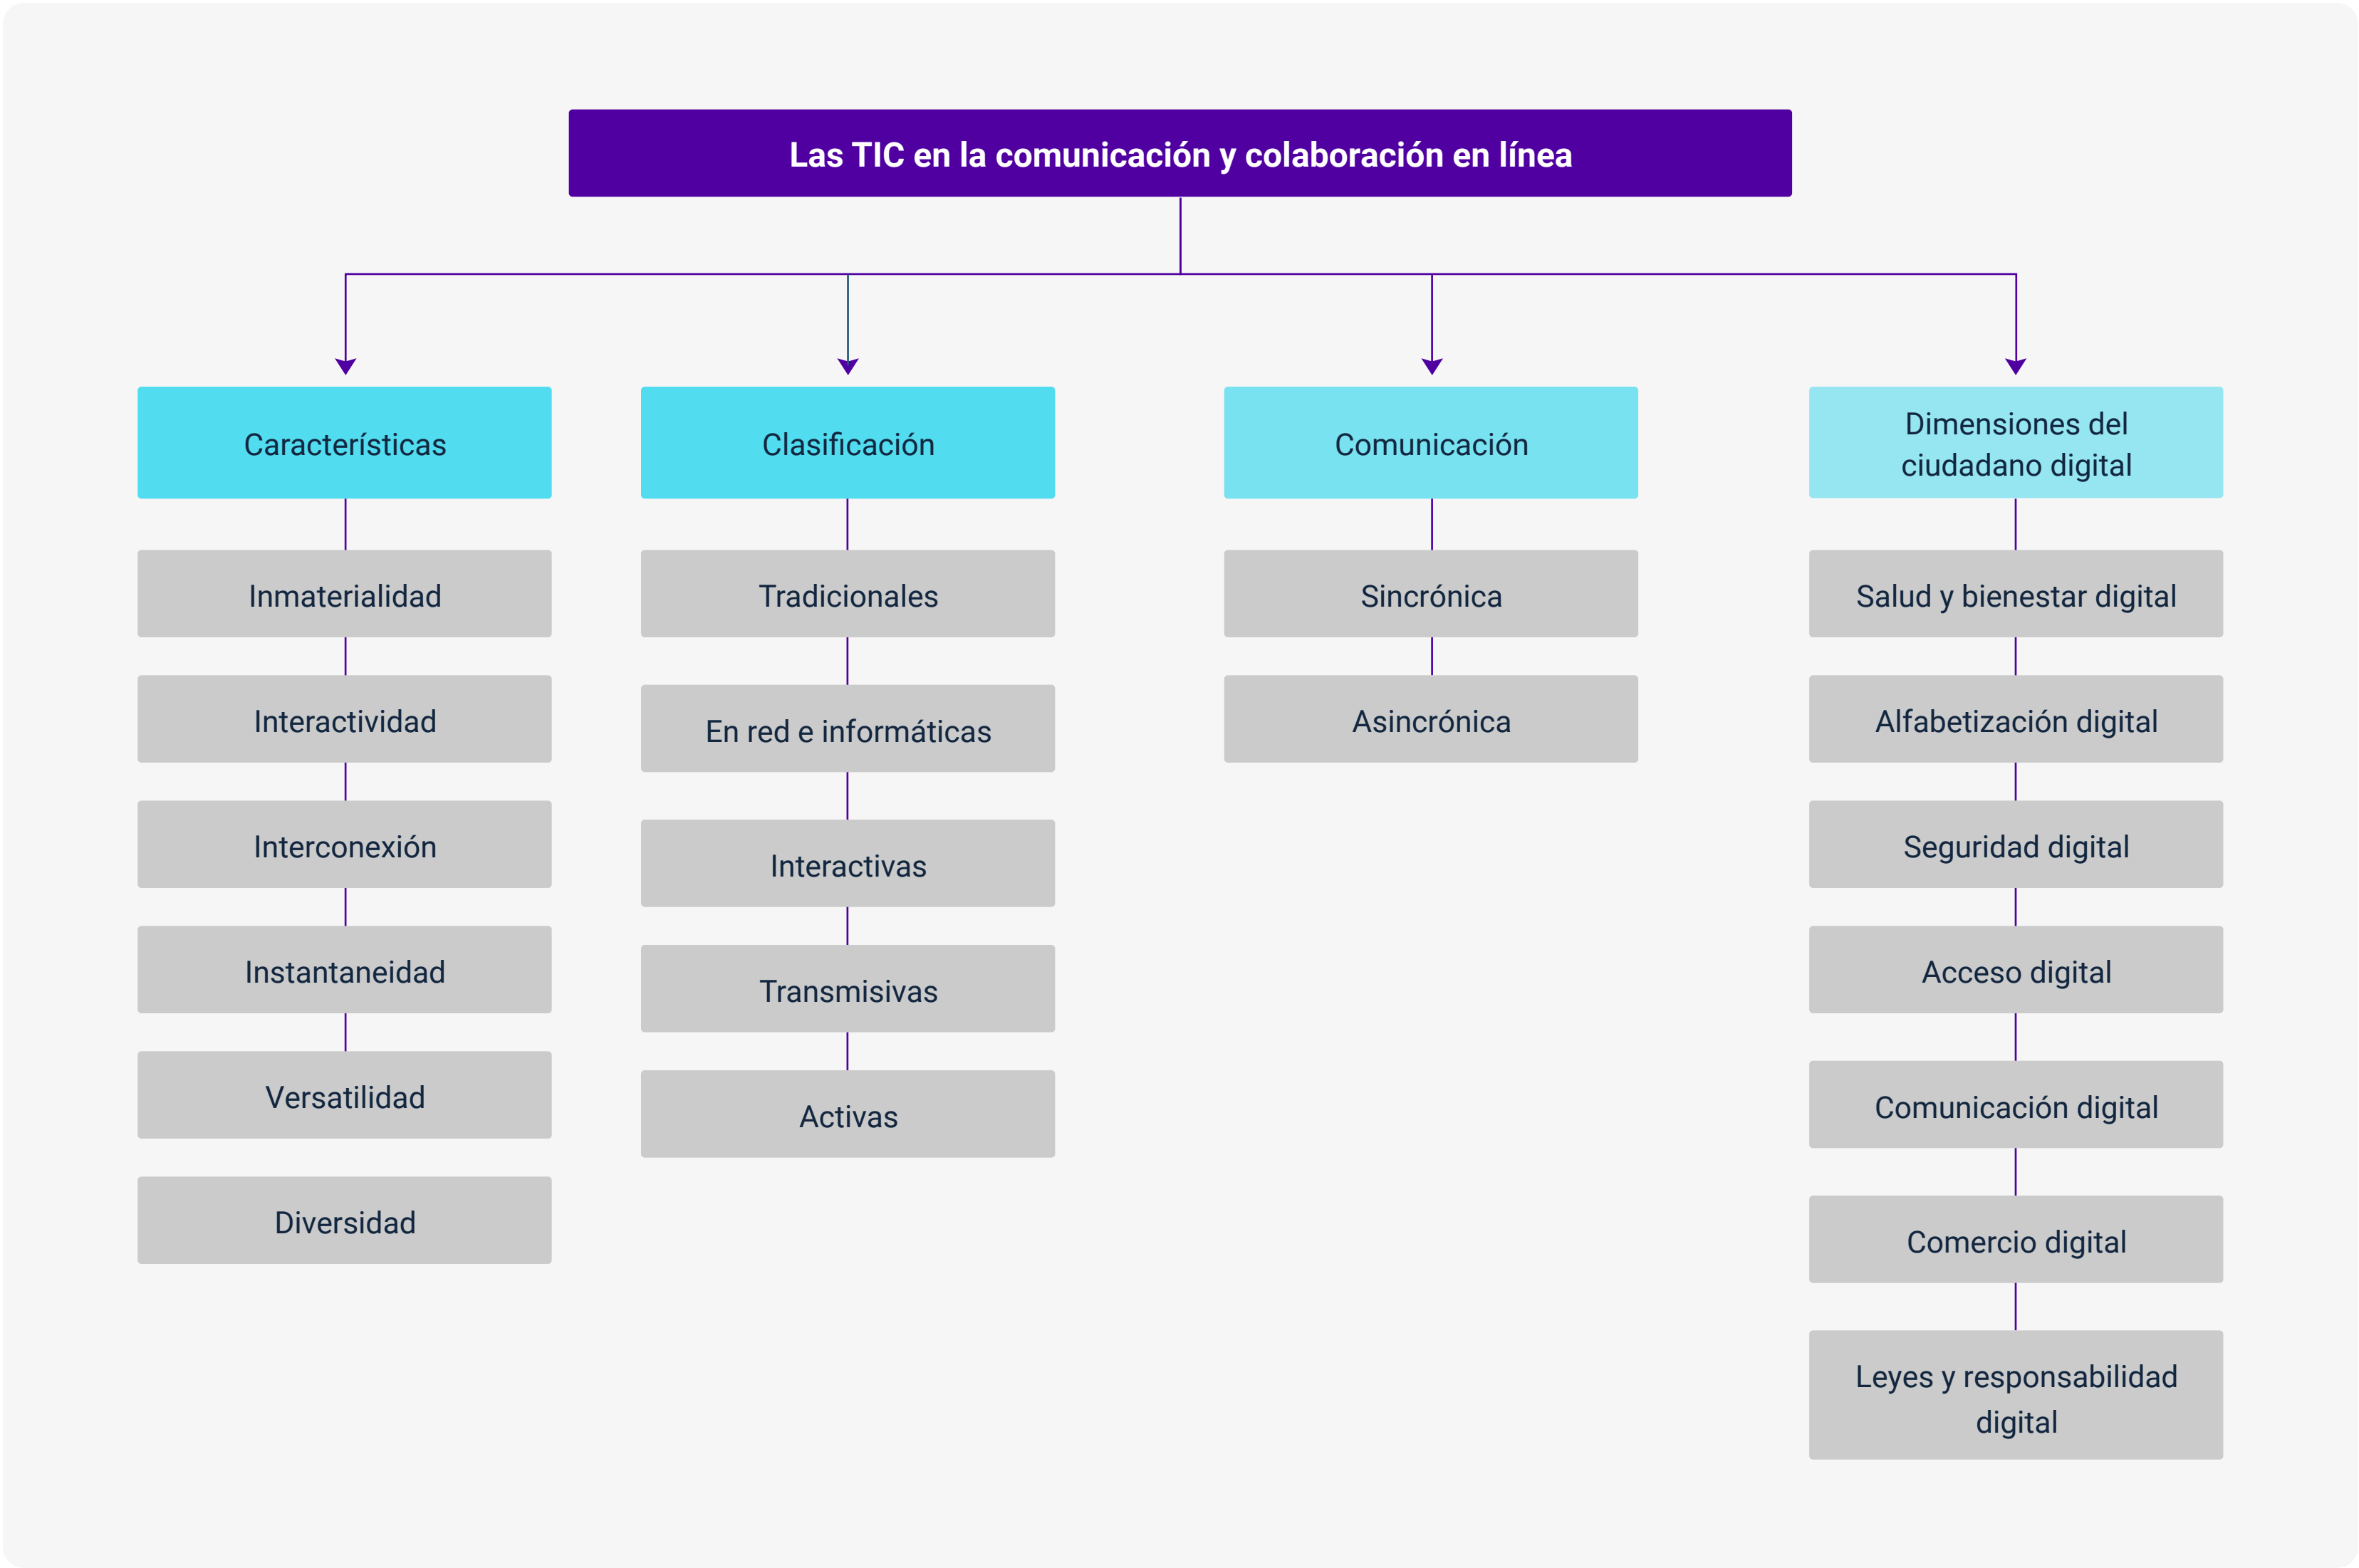 Las TIC en la comunicación y colaboración en línea
Características
Inmaterialidad
Interactividad
Interconexión
Instantaneidad
Versatilidad
Diversidad
Clasificación
Tradicionales
En red e informáticas
Interactivas
Transmisivas
Activas
Comunicación
Sincrónica
Asincrónica
Dimensiones del
ciudadano digital
Salud y bienestar digital
Alfabetización digital
Seguridad digital
Acceso digital
Comunicación digital
Comercio digital
Leyes y responsabilidad
digital